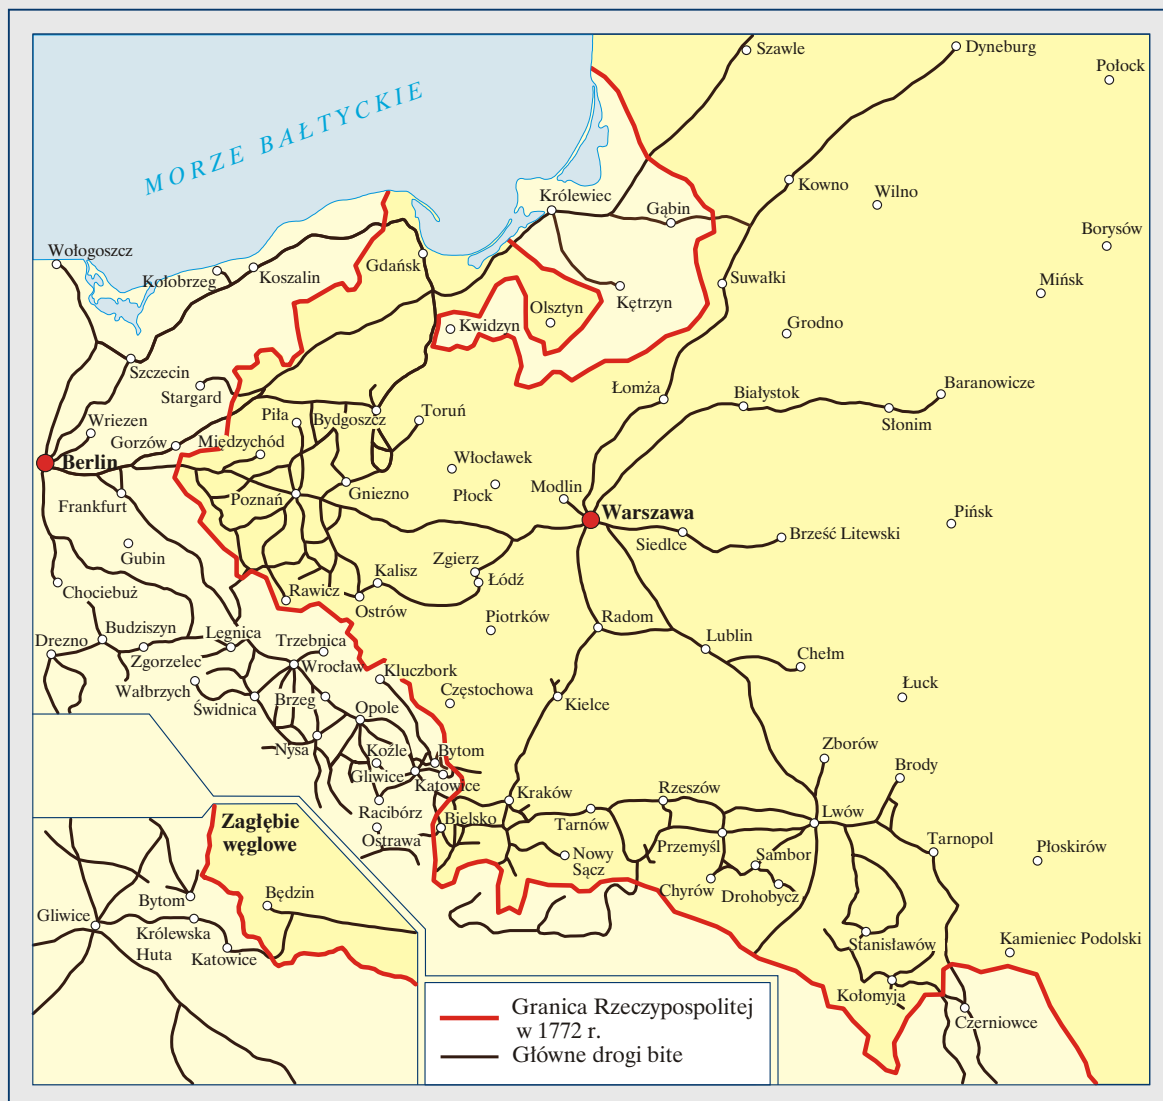 Szawle
Dyneburg
Połock
MORZE BAŁTYCKIE
Kowno
Wilno
Królewiec
Gąbin
Borysów
Wołogoszcz
Gdańsk
Kołobrzeg
Koszalin
Suwałki
Mińsk
Kętrzyn
Olsztyn
Kwidzyn
Grodno
Szczecin
Stargard
Łomża
Białystok
Baranowicze
Słonim
Wriezen
Piła
Bydgoszcz
Toruń
Gorzów
Międzychód
Berlin
Włocławek
Płock
Modlin
Poznań
Gniezno
Frankfurt
Warszawa
Pińsk
Siedlce
Brześć Litewski
Gubin
Zgierz
Kalisz
Łódź
Chociebuż
Rawicz
Ostrów
Piotrków
Radom
Budziszyn
Legnica
Drezno
Trzebnica
Lublin
Chełm
Zgorzelec
Wrocław
Kluczbork
Wałbrzych
Częstochowa
Łuck
Świdnica
Brzeg
Opole
Kielce
Nysa
Koźle
Bytom
Zborów
Gliwice
Katowice
Brody
Kraków
Rzeszów
Racibórz
Bielsko
Tarnów
Lwów
Ostrawa
Przemyśl
Sambor
Tarnopol
Płoskirów
Nowy
Sącz
Chyrów
Drohobycz
Zagłębie
węglowe
Będzin
Bytom
Gliwice
Królewska
Huta
Katowice
Stanisławów
Kamieniec Podolski
Kołomyja
Czerniowce
Granica Rzeczypospolitej
w 1772 r.
Główne drogi bite